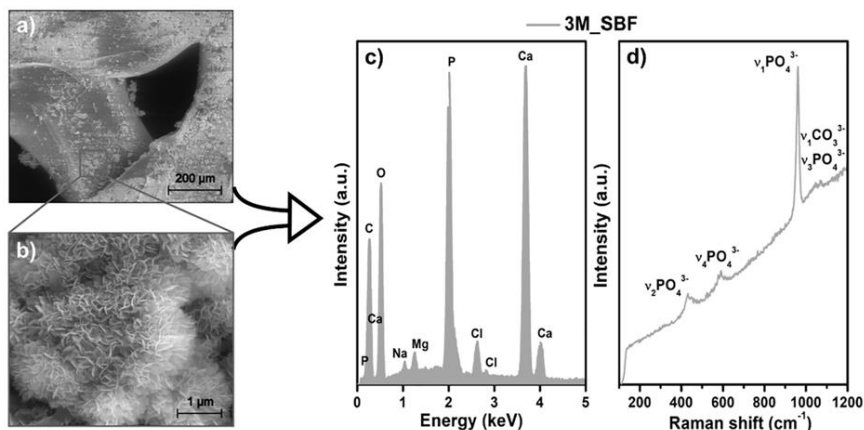 3M_SBF
a)
200 µm
b)
1 µm
c)
P
Ca
O
C
Ca
P
Na
Mg
Cl
Cl
Ca
Intensity (a.u.)
0 1 2 3 4 5
Energy (keV)
d)
ν₁PO₄³⁻
ν₁CO₃³⁻
ν₃PO₄³⁻
ν₄PO₄³⁻
ν₂PO₄³⁻
Intensity (a.u.)
200 400 600 800 1000 1200
Raman shift (cm⁻¹)